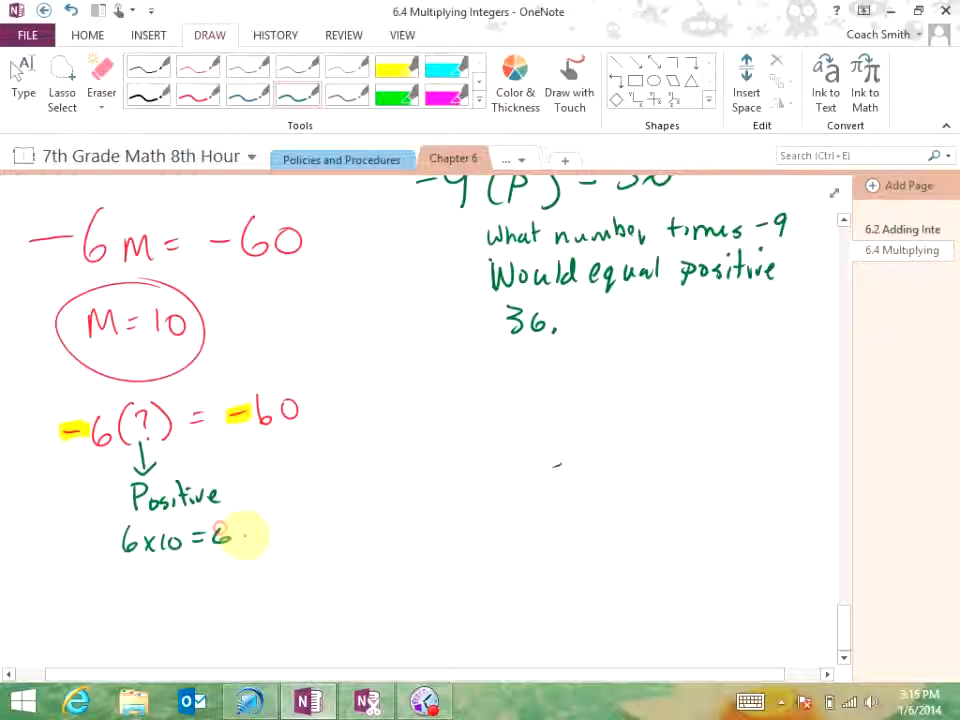 6.4 Multiplying Integers - OneNote
FILE HOME INSERT DRAW HISTORY REVIEW VIEW
Coach Smith
Type
Lasso Select
Eraser
Color & Thickness
Draw with Touch
Insert Space
Ink to Text
Ink to Math
Tools
Shapes
Edit
Convert
7th Grade Math 8th Hour
Policies and Procedures
Chapter 6
...
Search (Ctrl+E)
Add Page
6.2 Adding Inte
6.4 Multiplying
-6m = -60
M = 10
-6(?) = -60
Positive
6x10 = 6
What number times -9
Would equal positive
36.
3:15 PM
1/6/2014